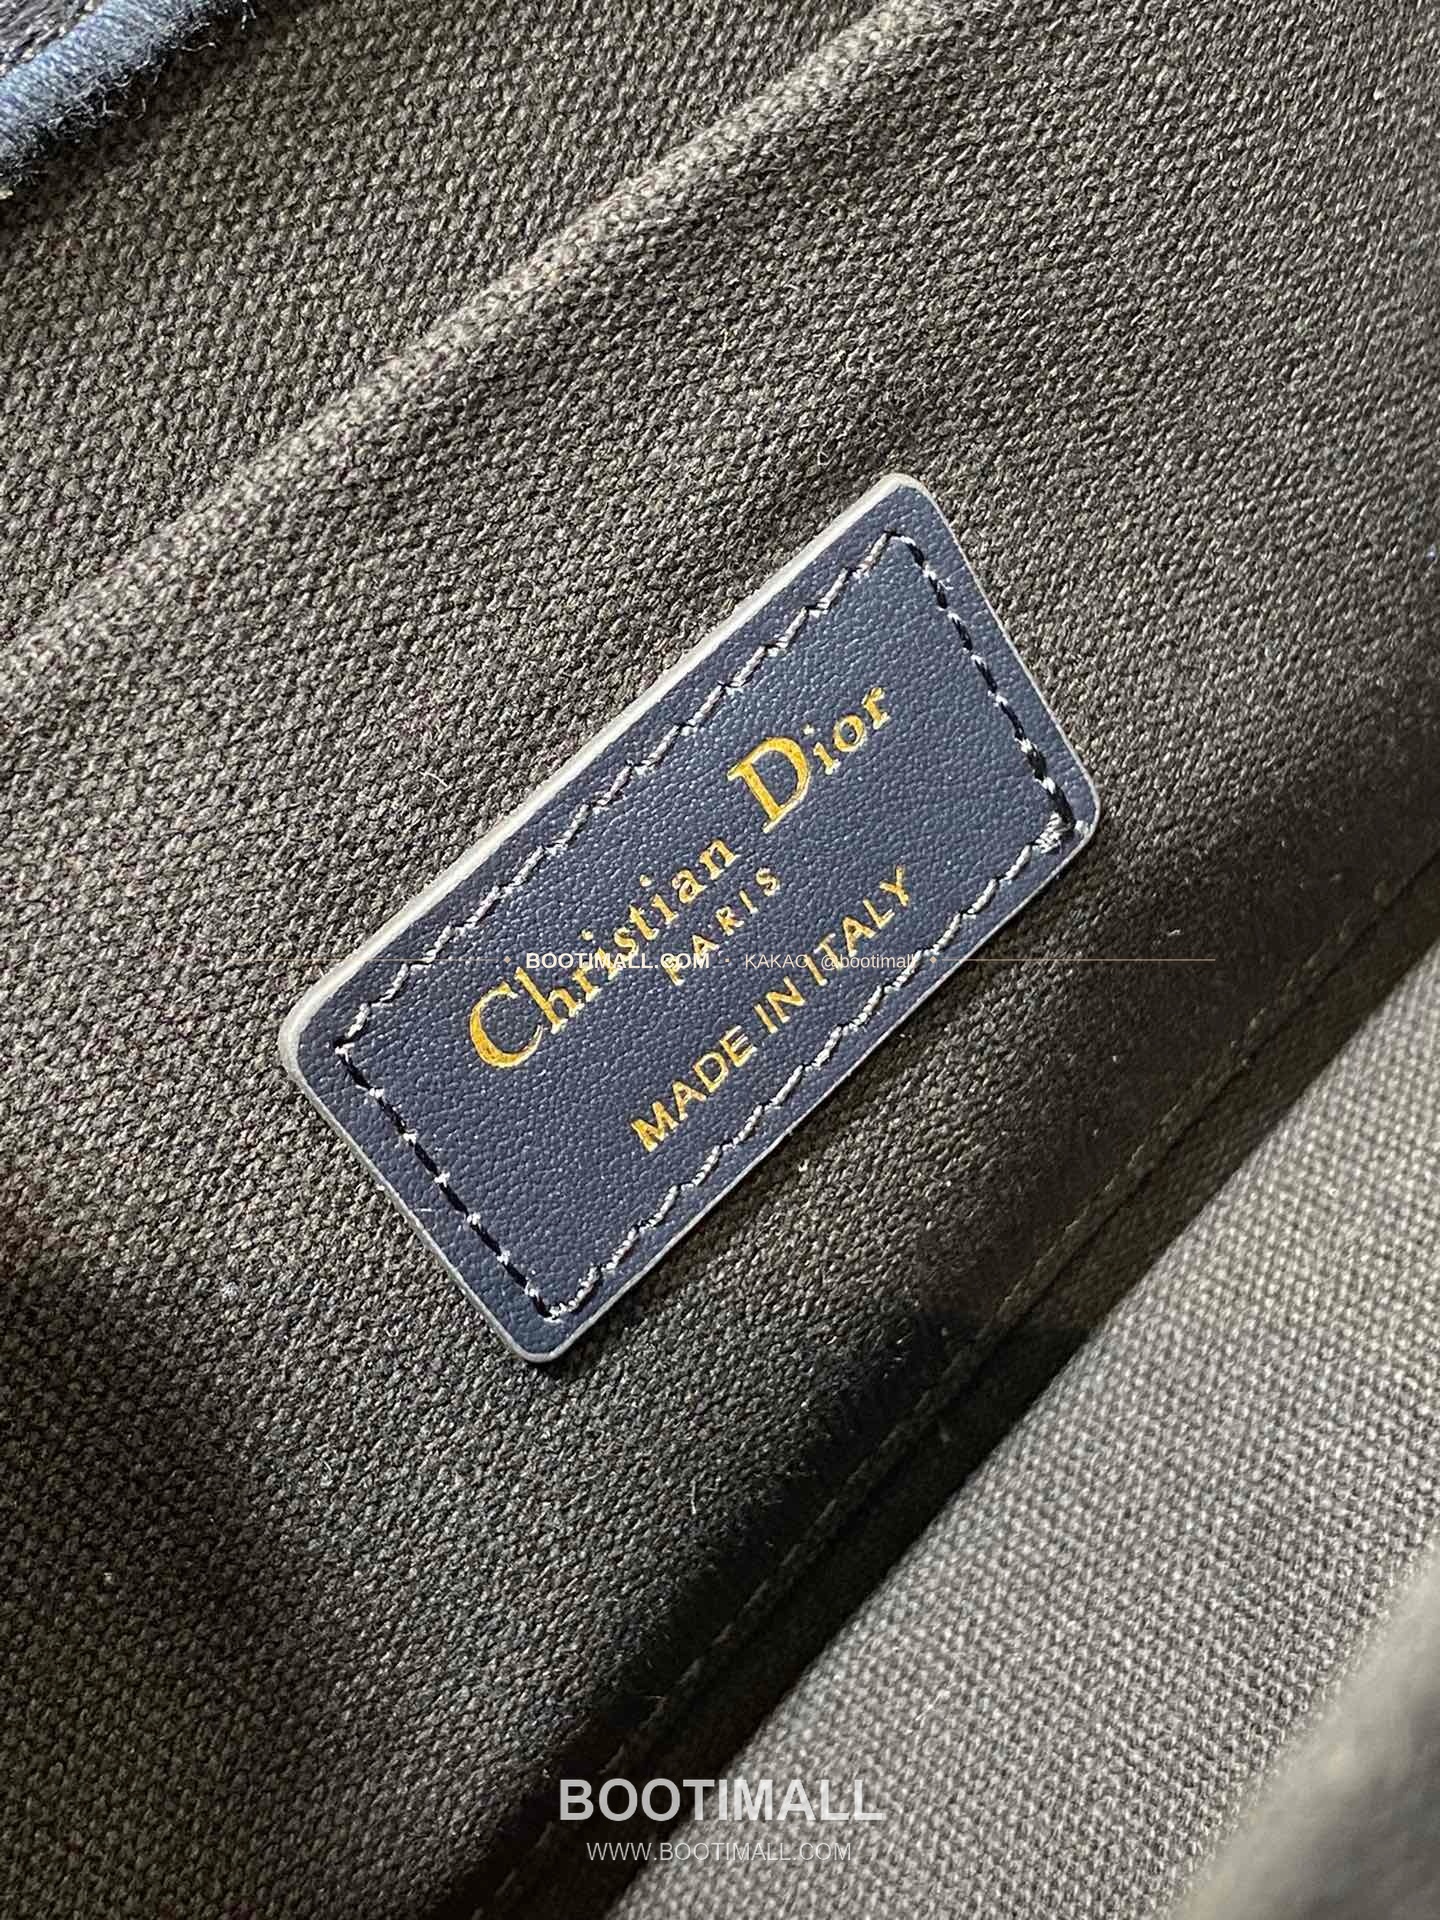 Christian Dior
PARIS
MADE IN ITALY
BOOTIMALL.COM • KAKAO @bootimall
BOOTIMALL
WWW.BOOTIMALL.COM